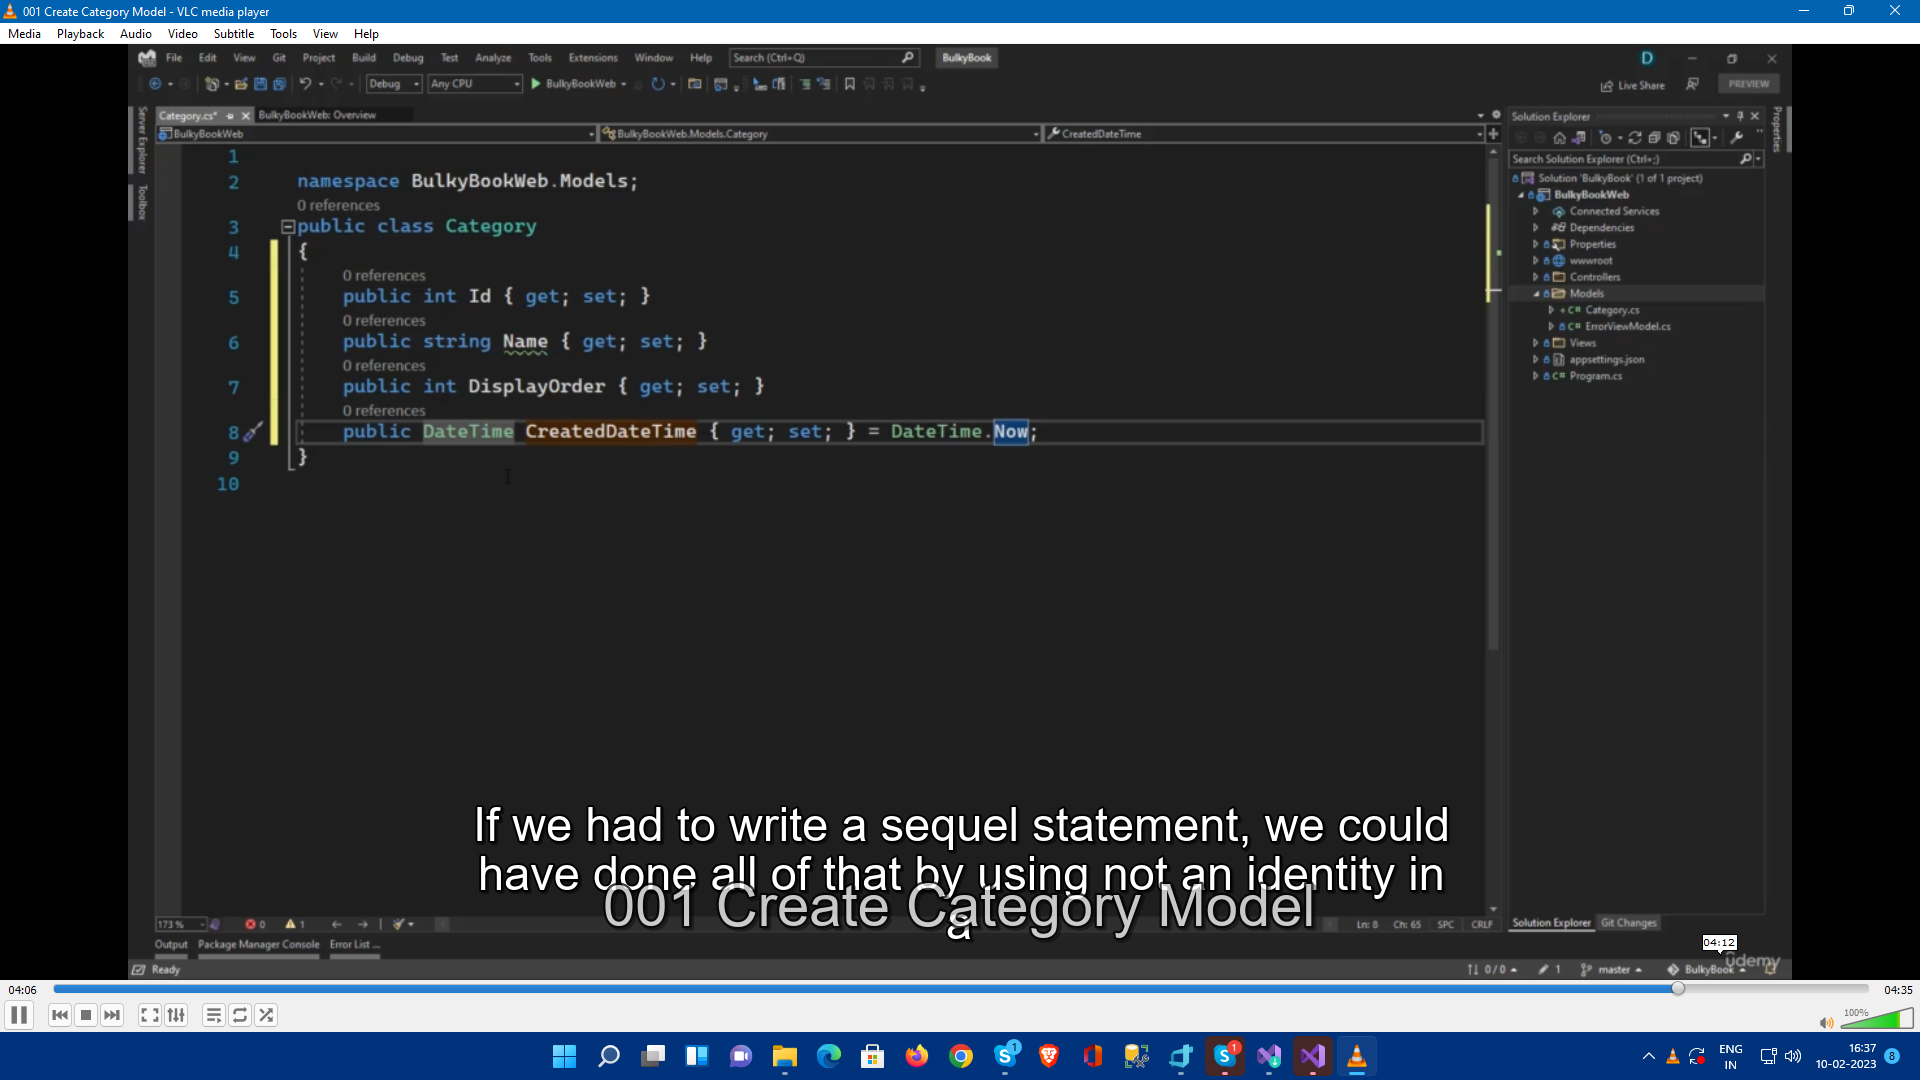 001 Create Category Model - VLC media player
Media Playback Audio Video Subtitle Tools View Help
File Edit View Git Project Build Debug Test Analyze Tools Extensions Window Help Search (Ctrl+Q) BulkyBook D
Debug Any CPU BulkyBookWeb Live Share PREVIEW
Server Explorer
Toolbox
Category.cs* BulkyBookWeb: Overview
BulkyBookWeb BulkyBookWeb.Models.Category CreatedDateTime
1
2 namespace BulkyBookWeb.Models;
0 references
3 public class Category
4 {
0 references
5 public int Id { get; set; }
0 references
6 public string Name { get; set; }
0 references
7 public int DisplayOrder { get; set; }
0 references
8 public DateTime CreatedDateTime { get; set; } = DateTime.Now;
9 }
10
Solution Explorer
Search Solution Explorer (Ctrl+;)
Solution 'BulkyBook' (1 of 1 project)
BulkyBookWeb
Connected Services
Dependencies
Properties
wwwroot
Controllers
Models
C# Category.cs
C# ErrorViewModel.cs
Views
appsettings.json
C# Program.cs
Properties
If we had to write a sequel statement, we could
have done all of that by using not an identity in
a
001 Create Category Model
173 % 0 1 Ln: 8 Ch: 65 SPC CRLF
Solution Explorer Git Changes
Output Package Manager Console Error List ...
04:12
udemy
Ready 0 / 0 1 master BulkyBook
04:06 04:35
100%
1 1
ENG
IN
16:37
10-02-2023
8